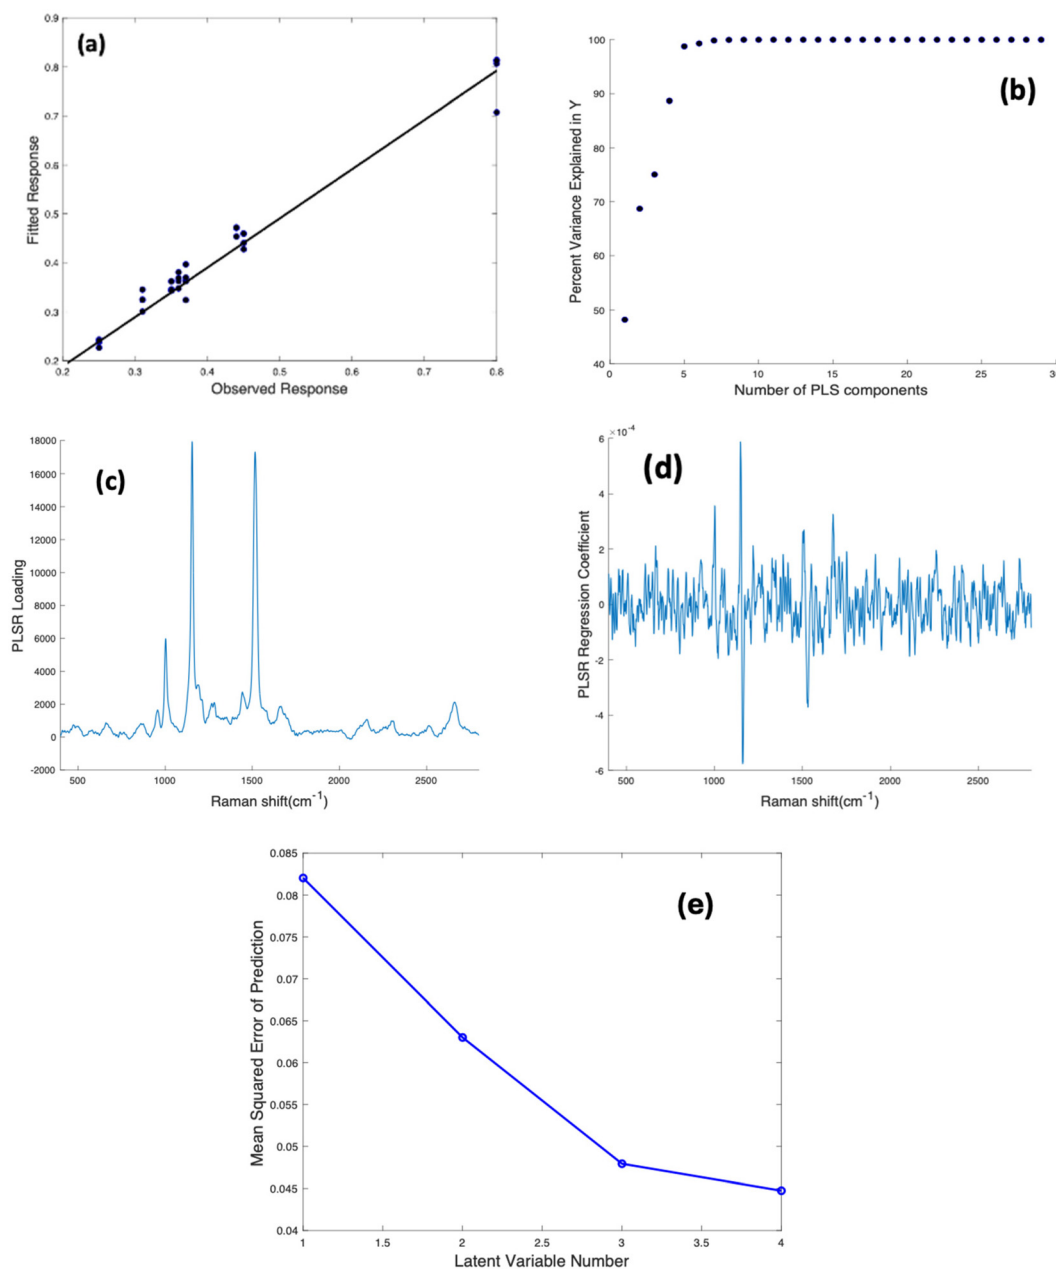 (a)
0.9
0.8
0.7
0.6
0.5
0.4
0.3
0.2
0.2 0.3 0.4 0.5 0.6 0.7 0.8
Fitted Response
Observed Response
(b)
100
90
80
70
60
50
40
0 5 10 15 20 25 30
Percent Variance Explained in Y
Number of PLS components
(c)
18000
16000
14000
12000
10000
8000
6000
4000
2000
0
-2000
500 1000 1500 2000 2500
PLSR Loading
Raman shift(cm⁻¹)
(d)
×10⁻⁴
6
4
2
0
-2
-4
-6
500 1000 1500 2000 2500
PLSR Regression Coefficient
Raman shift(cm⁻¹)
(e)
0.085
0.08
0.075
0.07
0.065
0.06
0.055
0.05
0.045
0.04
1 1.5 2 2.5 3 3.5 4
Mean Squared Error of Prediction
Latent Variable Number